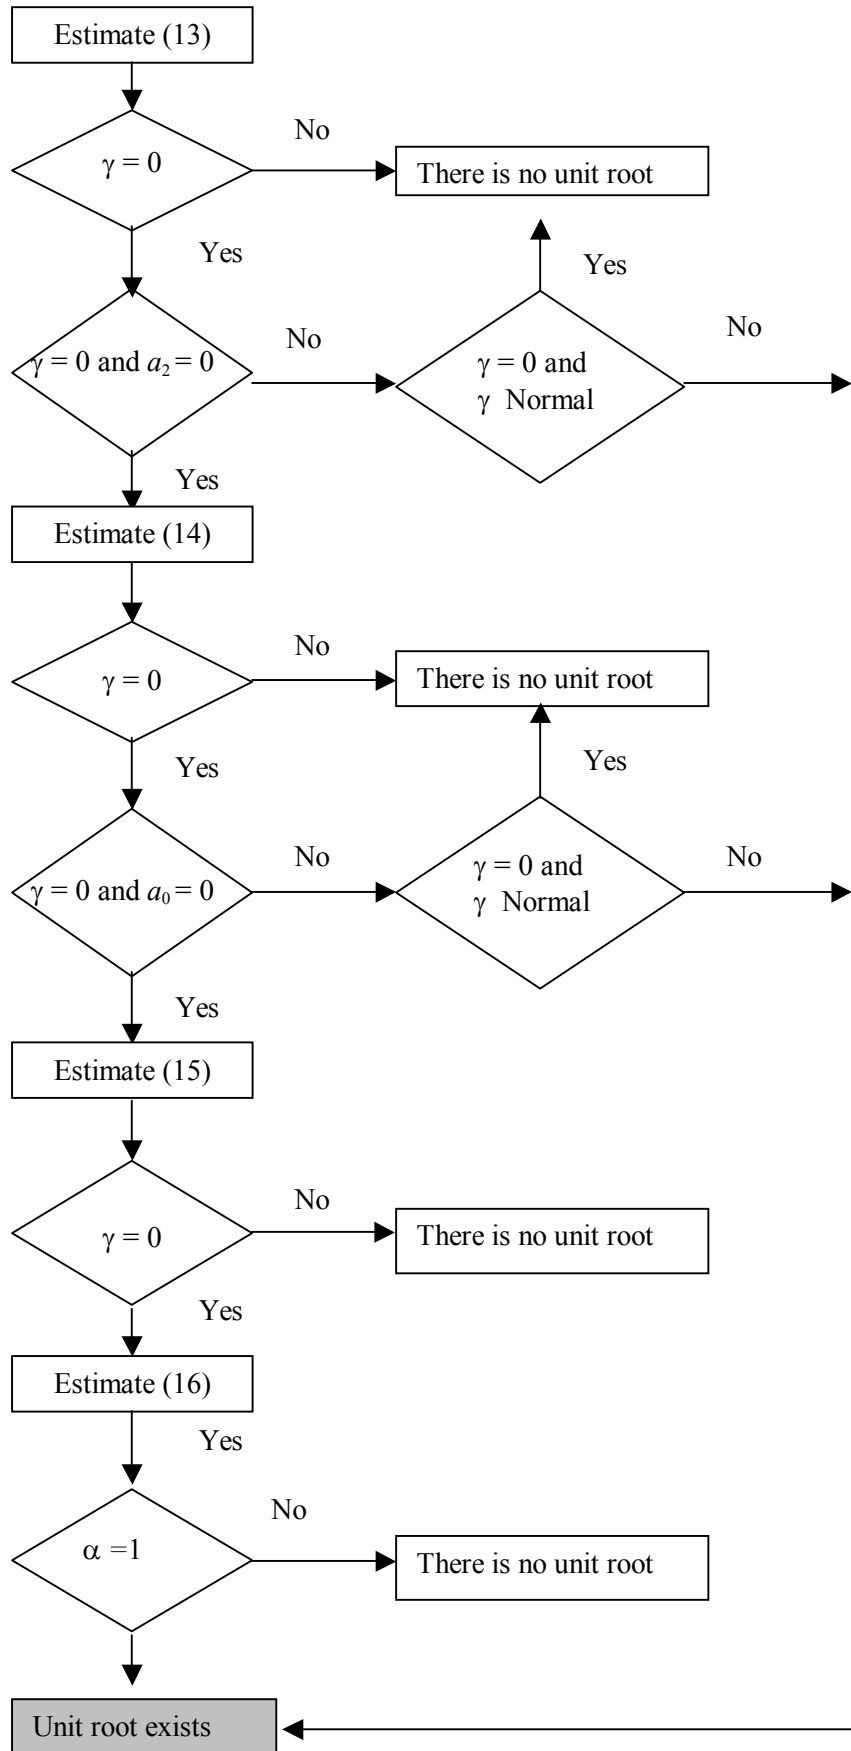 Estimate (13)
No
γ = 0
There is no unit root
Yes
Yes
No
No
γ = 0 and a₂ = 0
γ = 0 and
γ Normal
Yes
Estimate (14)
No
There is no unit root
γ = 0
Yes
Yes
No
No
γ = 0 and a₀ = 0
γ = 0 and
γ Normal
Yes
Estimate (15)
No
γ = 0
There is no unit root
Yes
Estimate (16)
Yes
No
α =1
There is no unit root
Unit root exists